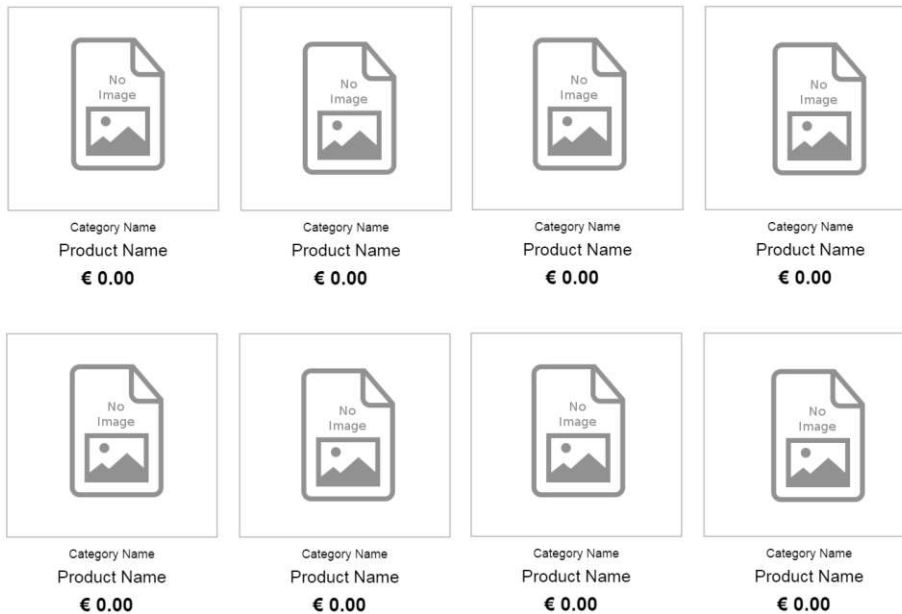 No No No No
Image Image Image Image
Category Name Category Name Category Name Category Name
Product Name Product Name Product Name Product Name
€ 0.00 € 0.00 € 0.00 € 0.00
No No No No
Image Image Image Image
Category Name Category Name Category Name Category Name
Product Name Product Name Product Name Product Name
€ 0.00 € 0.00 € 0.00 € 0.00